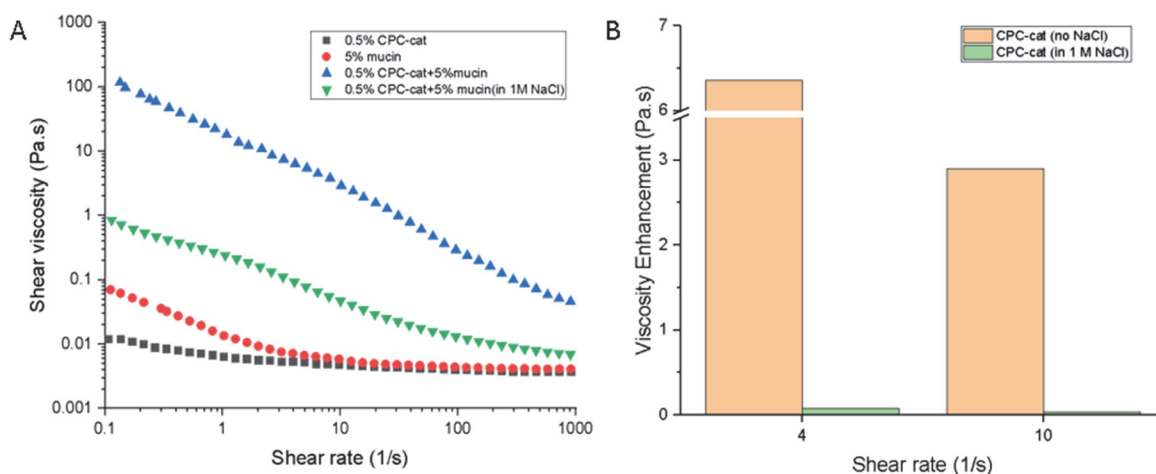 A
1000
100
10
1
0.1
0.01
0.001
Shear viscosity (Pa.s)
0.5% CPC-cat
5% mucin
0.5% CPC-cat+5%mucin
0.5% CPC-cat+5% mucin(in 1M NaCl)
0.1 1 10 100 1000
Shear rate (1/s)
B
7
6
3
2
1
0
Viscosity Enhancement (Pa.s)
CPC-cat (no NaCl)
CPC-cat (in 1 M NaCl)
4 10
Shear rate (1/s)